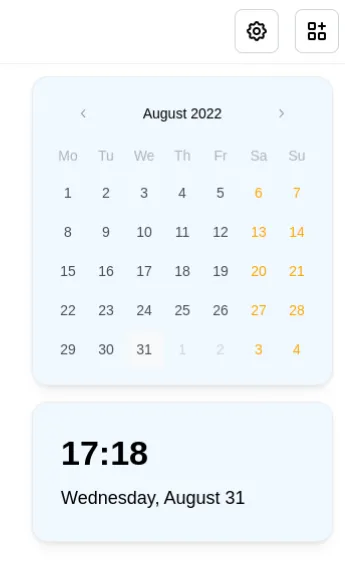 August 2022
Mo Tu We Th Fr Sa Su
1 2 3 4 5 6 7
8 9 10 11 12 13 14
15 16 17 18 19 20 21
22 23 24 25 26 27 28
29 30 31 1 2 3 4
17:18
Wednesday, August 31